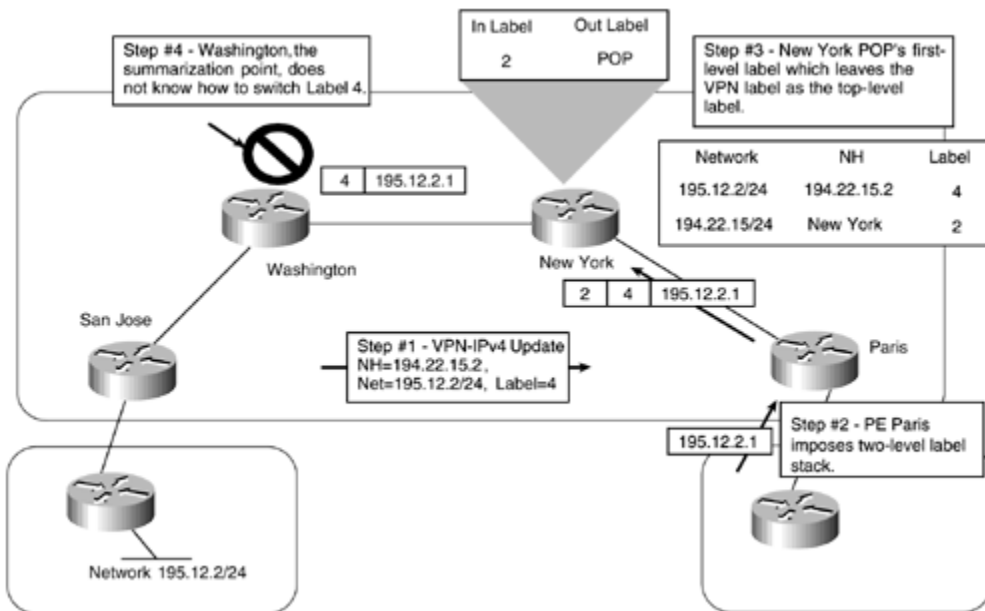 In Label Out Label
2 POP
Step #4 - Washington, the
summarization point, does
not know how to switch Label 4.
Step #3 - New York POP's first-
level label which leaves the
VPN label as the top-level
label.
Network NH Label
195.12.2/24 194.22.15.2 4
194.22.15/24 New York 2
4 195.12.2.1
Washington
New York
2 4 195.12.2.1
San Jose
Paris
Step #1 - VPN-IPv4 Update
NH=194.22.15.2,
Net=195.12.2/24, Label=4
195.12.2.1
Step #2 - PE Paris
imposes two-level label
stack.
Network 195.12.2/24